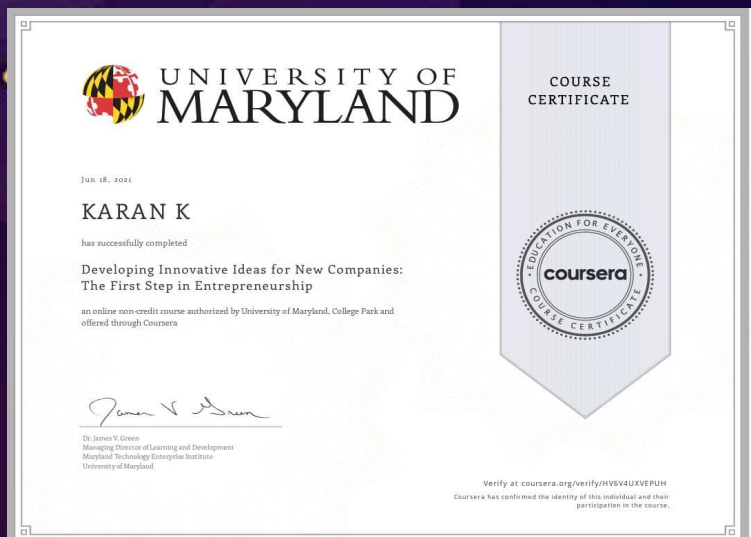 UNIVERSITY OF
MARYLAND
COURSE
CERTIFICATE
Jun 18, 2021
KARAN K
has successfully completed
Developing Innovative Ideas for New Companies:
The First Step in Entrepreneurship
an online non-credit course authorized by University of Maryland, College Park and
offered through Coursera
EDUCATION FOR EVERYONE
coursera
COURSE CERTIFICATE
James V Green
Dr. James V. Green
Managing Director of Learning and Development
Maryland Technology Enterprise Institute
University of Maryland
Verify at coursera.org/verify/HV6V4UXVEPUH
Coursera has confirmed the identity of this individual and their
participation in the course.